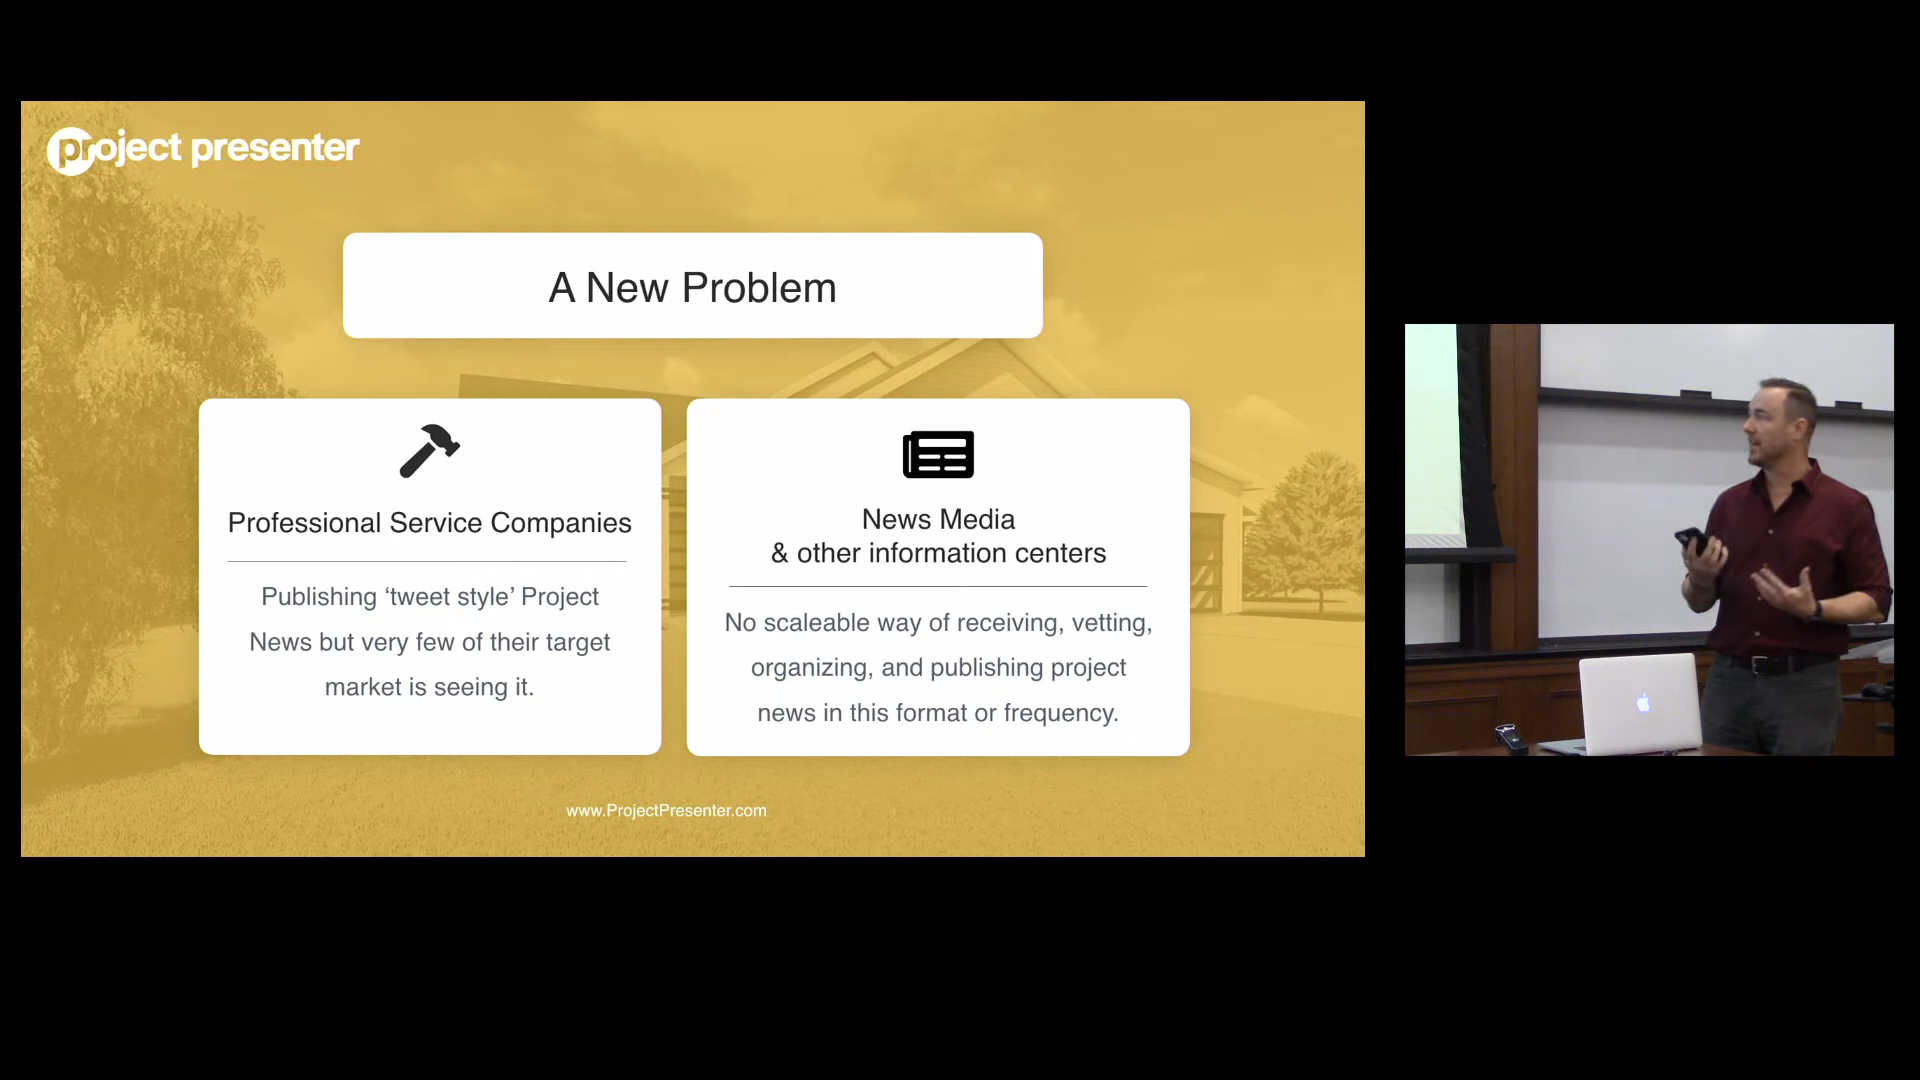 project presenter
A New Problem
Professional Service Companies
Publishing ‘tweet style’ Project
News but very few of their target
market is seeing it.
News Media
& other information centers
No scaleable way of receiving, vetting,
organizing, and publishing project
news in this format or frequency.
www.ProjectPresenter.com